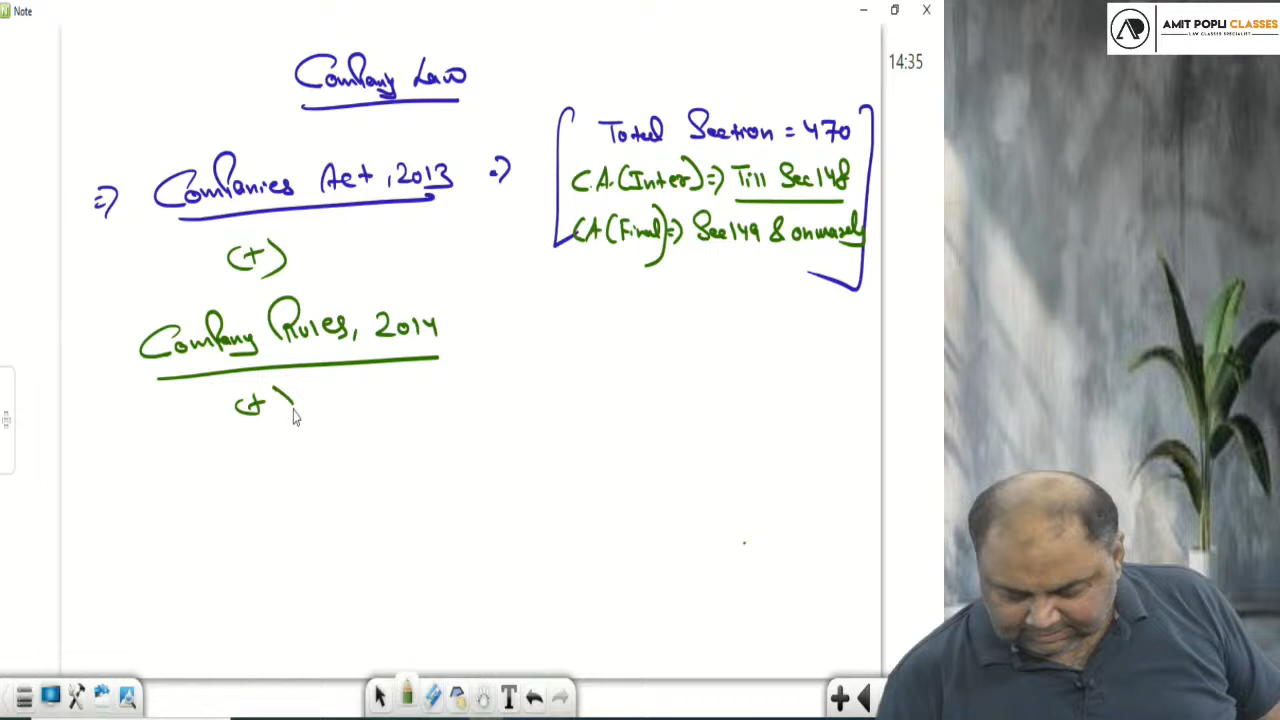 Note
AMIT POPLI CLASSES
LAW CLASSES SPECIALIST
14:35
Company Law
Total Section = 470
⇒ Companies Act, 2013 ⇒
C.A. (Inter) ⇒ Till Sec 148
CA (Final) ⇒ Sec 149 & onwards
(+)
Company Rules, 2014
(+)